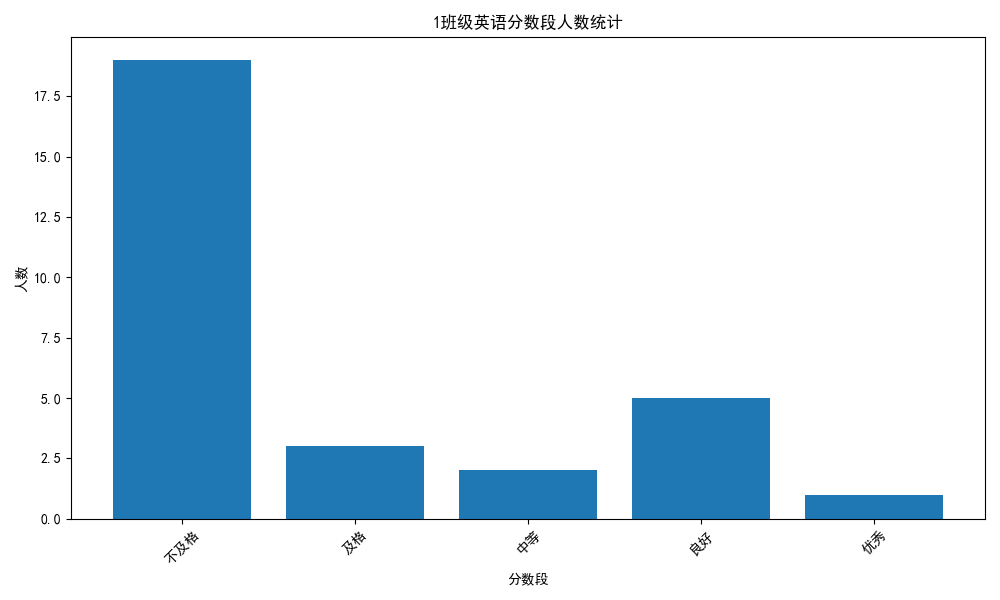 1班级英语分数段人数统计
人数
17.5
15.0
12.5
10.0
7.5
5.0
2.5
0.0
不及格
及格
中等
良好
优秀
分数段